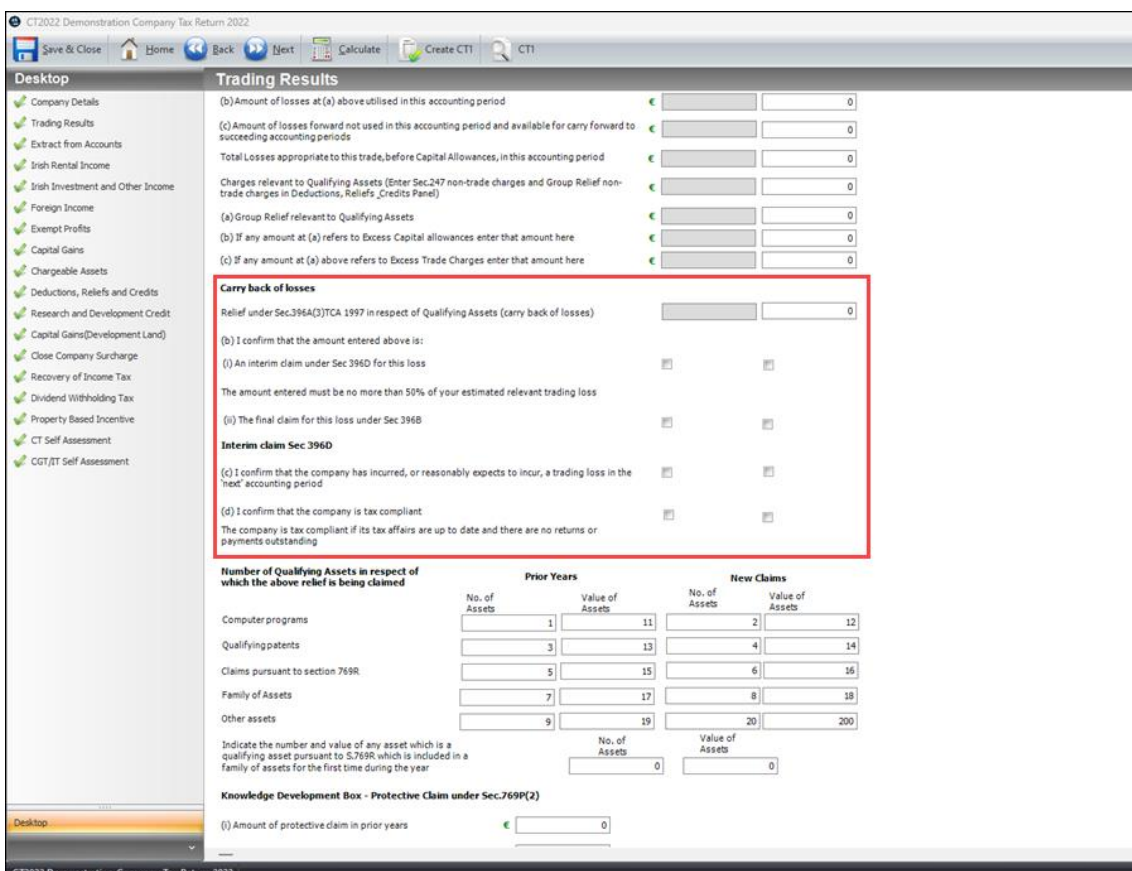 CT2022 Demonstration Company Tax Return 2022
Save & Close Home Back Next Calculate Create CT1 CT1
Desktop
Company Details
Trading Results
Extract from Accounts
Irish Rental Income
Irish Investment and Other Income
Foreign Income
Exempt Profits
Capital Gains
Chargeable Assets
Deductions, Reliefs and Credits
Research and Development Credit
Capital Gains(Development Land)
Close Company Surcharge
Recovery of Income Tax
Dividend Withholding Tax
Property Based Incentive
CT Self Assessment
CGT/IT Self Assessment
Desktop
Trading Results
(b) Amount of losses at (a) above utilised in this accounting period € 0
(c) Amount of losses forward not used in this accounting period and available for carry forward to € 0
succeeding accounting periods
Total Losses appropriate to this trade, before Capital Allowances, in this accounting period € 0
Charges relevant to Qualifying Assets (Enter Sec.247 non-trade charges and Group Relief non- € 0
trade charges in Deductions, Reliefs _Credits Panel)
(a) Group Relief relevant to Qualifying Assets € 0
(b) If any amount at (a) refers to Excess Capital allowances enter that amount here € 0
(c) If any amount at (a) above refers to Excess Trade Charges enter that amount here € 0
Carry back of losses
Relief under Sec.396A(3)TCA 1997 in respect of Qualifying Assets (carry back of losses) 0
(b) I confirm that the amount entered above is:
(i) An interim claim under Sec 396D for this loss
The amount entered must be no more than 50% of your estimated relevant trading loss
(ii) The final claim for this loss under Sec 396B
Interim claim Sec 396D
(c) I confirm that the company has incurred, or reasonably expects to incur, a trading loss in the
'next' accounting period
(d) I confirm that the company is tax compliant
The company is tax compliant if its tax affairs are up to date and there are no returns or
payments outstanding
Number of Qualifying Assets in respect of
which the above relief is being claimed
Prior Years New Claims
No. of Value of No. of Value of
Assets Assets Assets Assets
Computer programs 1 11 2 12
Qualifying patents 3 13 4 14
Claims pursuant to section 769R 5 15 6 16
Family of Assets 7 17 8 18
Other assets 9 19 20 200
No. of Value of
Assets Assets
Indicate the number and value of any asset which is a
qualifying asset pursuant to S.769R which is included in a
family of assets for the first time during the year 0 0
Knowledge Development Box - Protective Claim under Sec.769P(2)
(i) Amount of protective claim in prior years € 0
CT2022 Demonstration Company Tax Return 2022